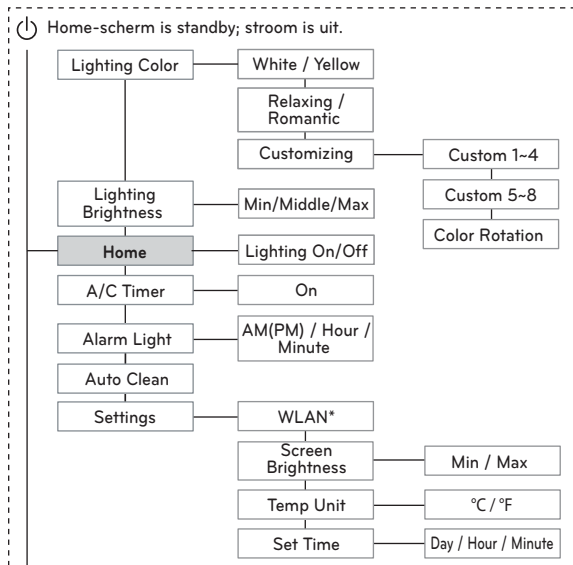 Home-scherm is standby; stroom is uit.
Lighting Color
White / Yellow
Relaxing /
Romantic
Customizing
Custom 1~4
Custom 5~8
Color Rotation
Lighting
Brightness
Min/Middle/Max
Home
Lighting On/Off
A/C Timer
On
Alarm Light
AM(PM) / Hour /
Minute
Auto Clean
Settings
WLAN*
Screen
Brightness
Min / Max
Temp Unit
°C / °F
Set Time
Day / Hour / Minute